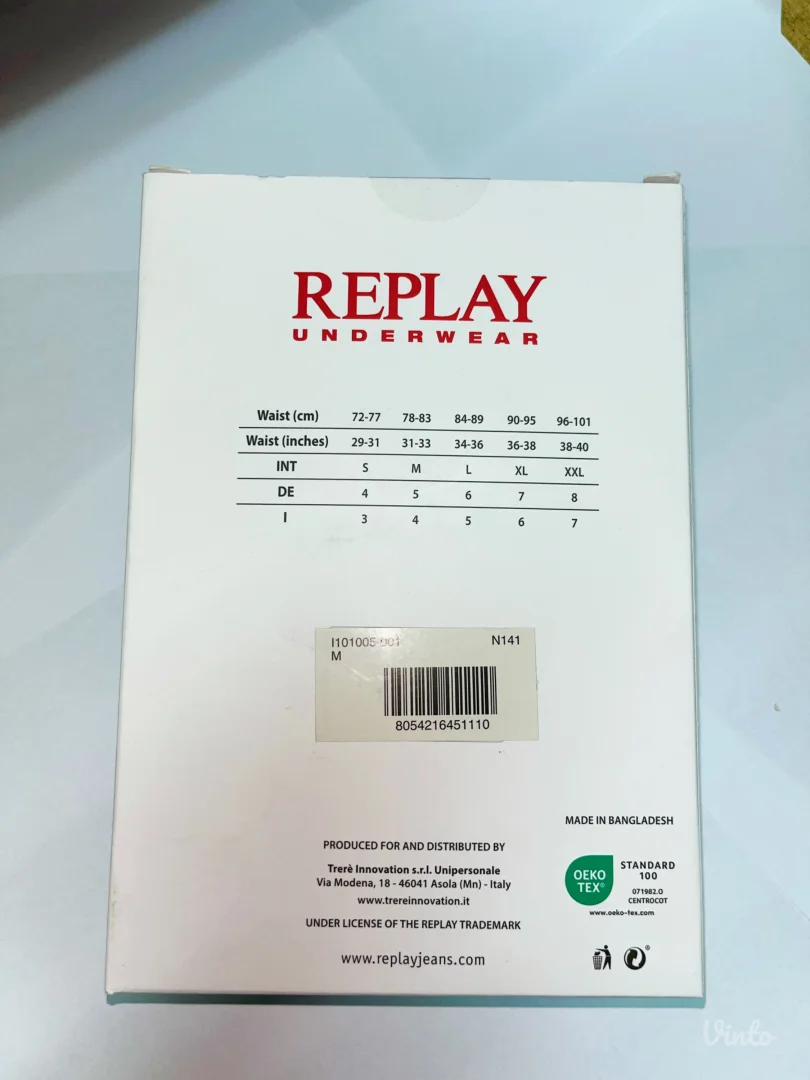 REPLAY
UNDERWEAR
Waist (cm) 72-77 78-83 84-89 90-95 96-101
Waist (inches) 29-31 31-33 34-36 36-38 38-40
INT S M L XL XXL
DE 4 5 6 7 8
I 3 4 5 6 7
I101005-001 N141
M
8054216451110
MADE IN BANGLADESH
PRODUCED FOR AND DISTRIBUTED BY
Trerè Innovation s.r.l. Unipersonale
Via Modena, 18 - 46041 Asola (Mn) - Italy
www.trereinnovation.it
UNDER LICENSE OF THE REPLAY TRADEMARK
www.replayjeans.com
OEKO
TEX®
STANDARD
100
071982.O
CENTROCOT
www.oeko-tex.com
Vinto